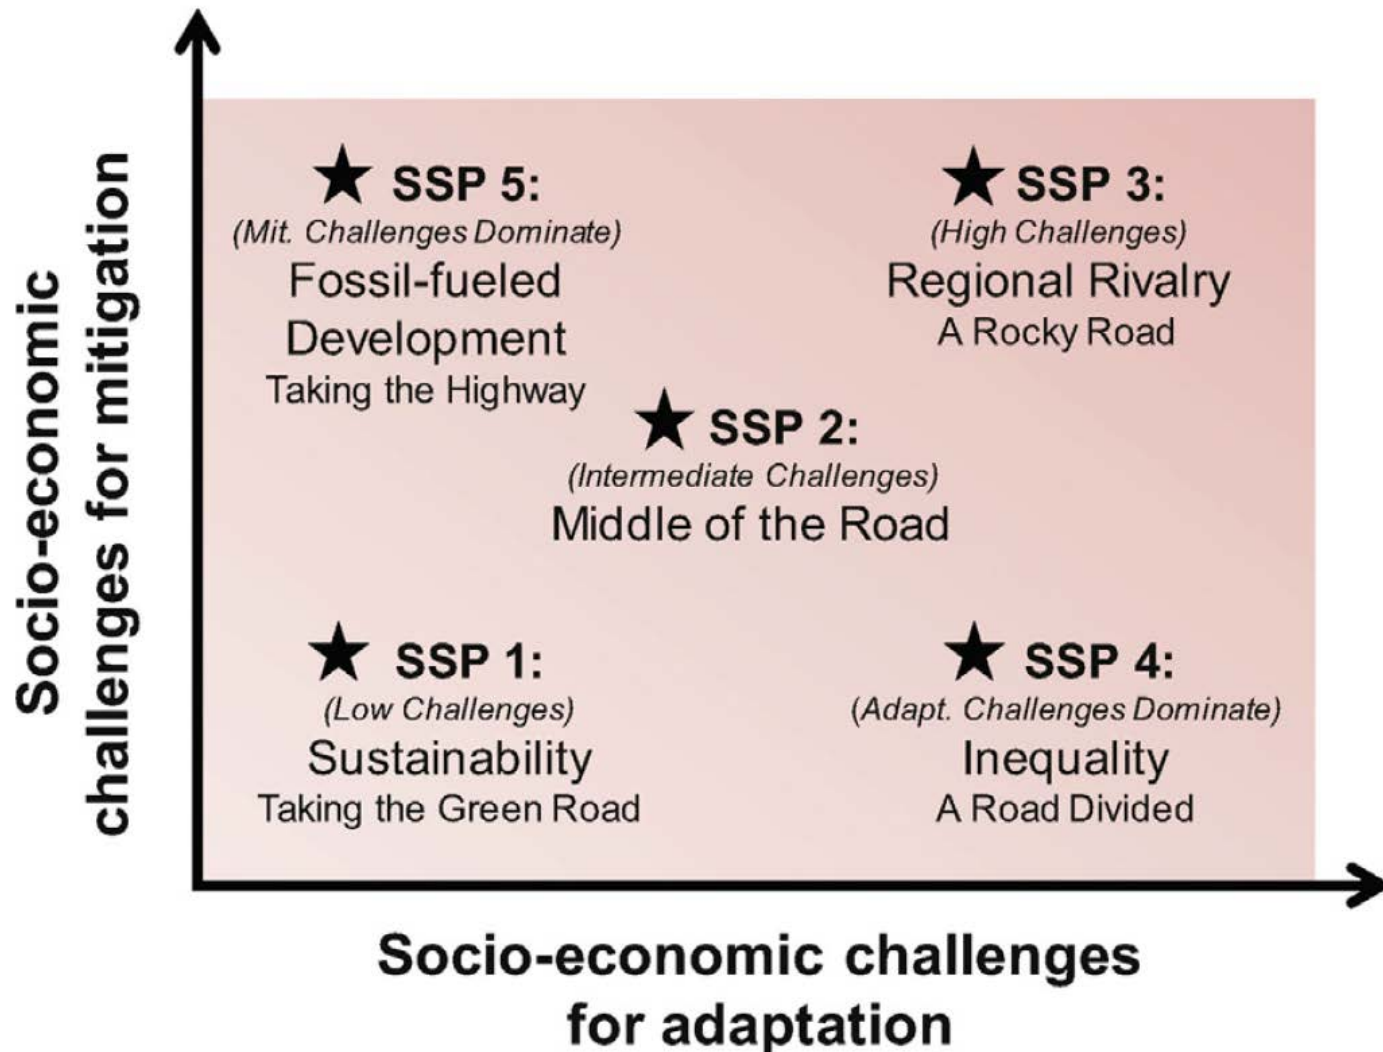 Socio-economic
challenges for mitigation
SSP 5:
(Mit. Challenges Dominate)
Fossil-fueled
Development
Taking the Highway
SSP 3:
(High Challenges)
Regional Rivalry
A Rocky Road
SSP 2:
(Intermediate Challenges)
Middle of the Road
SSP 1:
(Low Challenges)
Sustainability
Taking the Green Road
SSP 4:
(Adapt. Challenges Dominate)
Inequality
A Road Divided
Socio-economic challenges
for adaptation